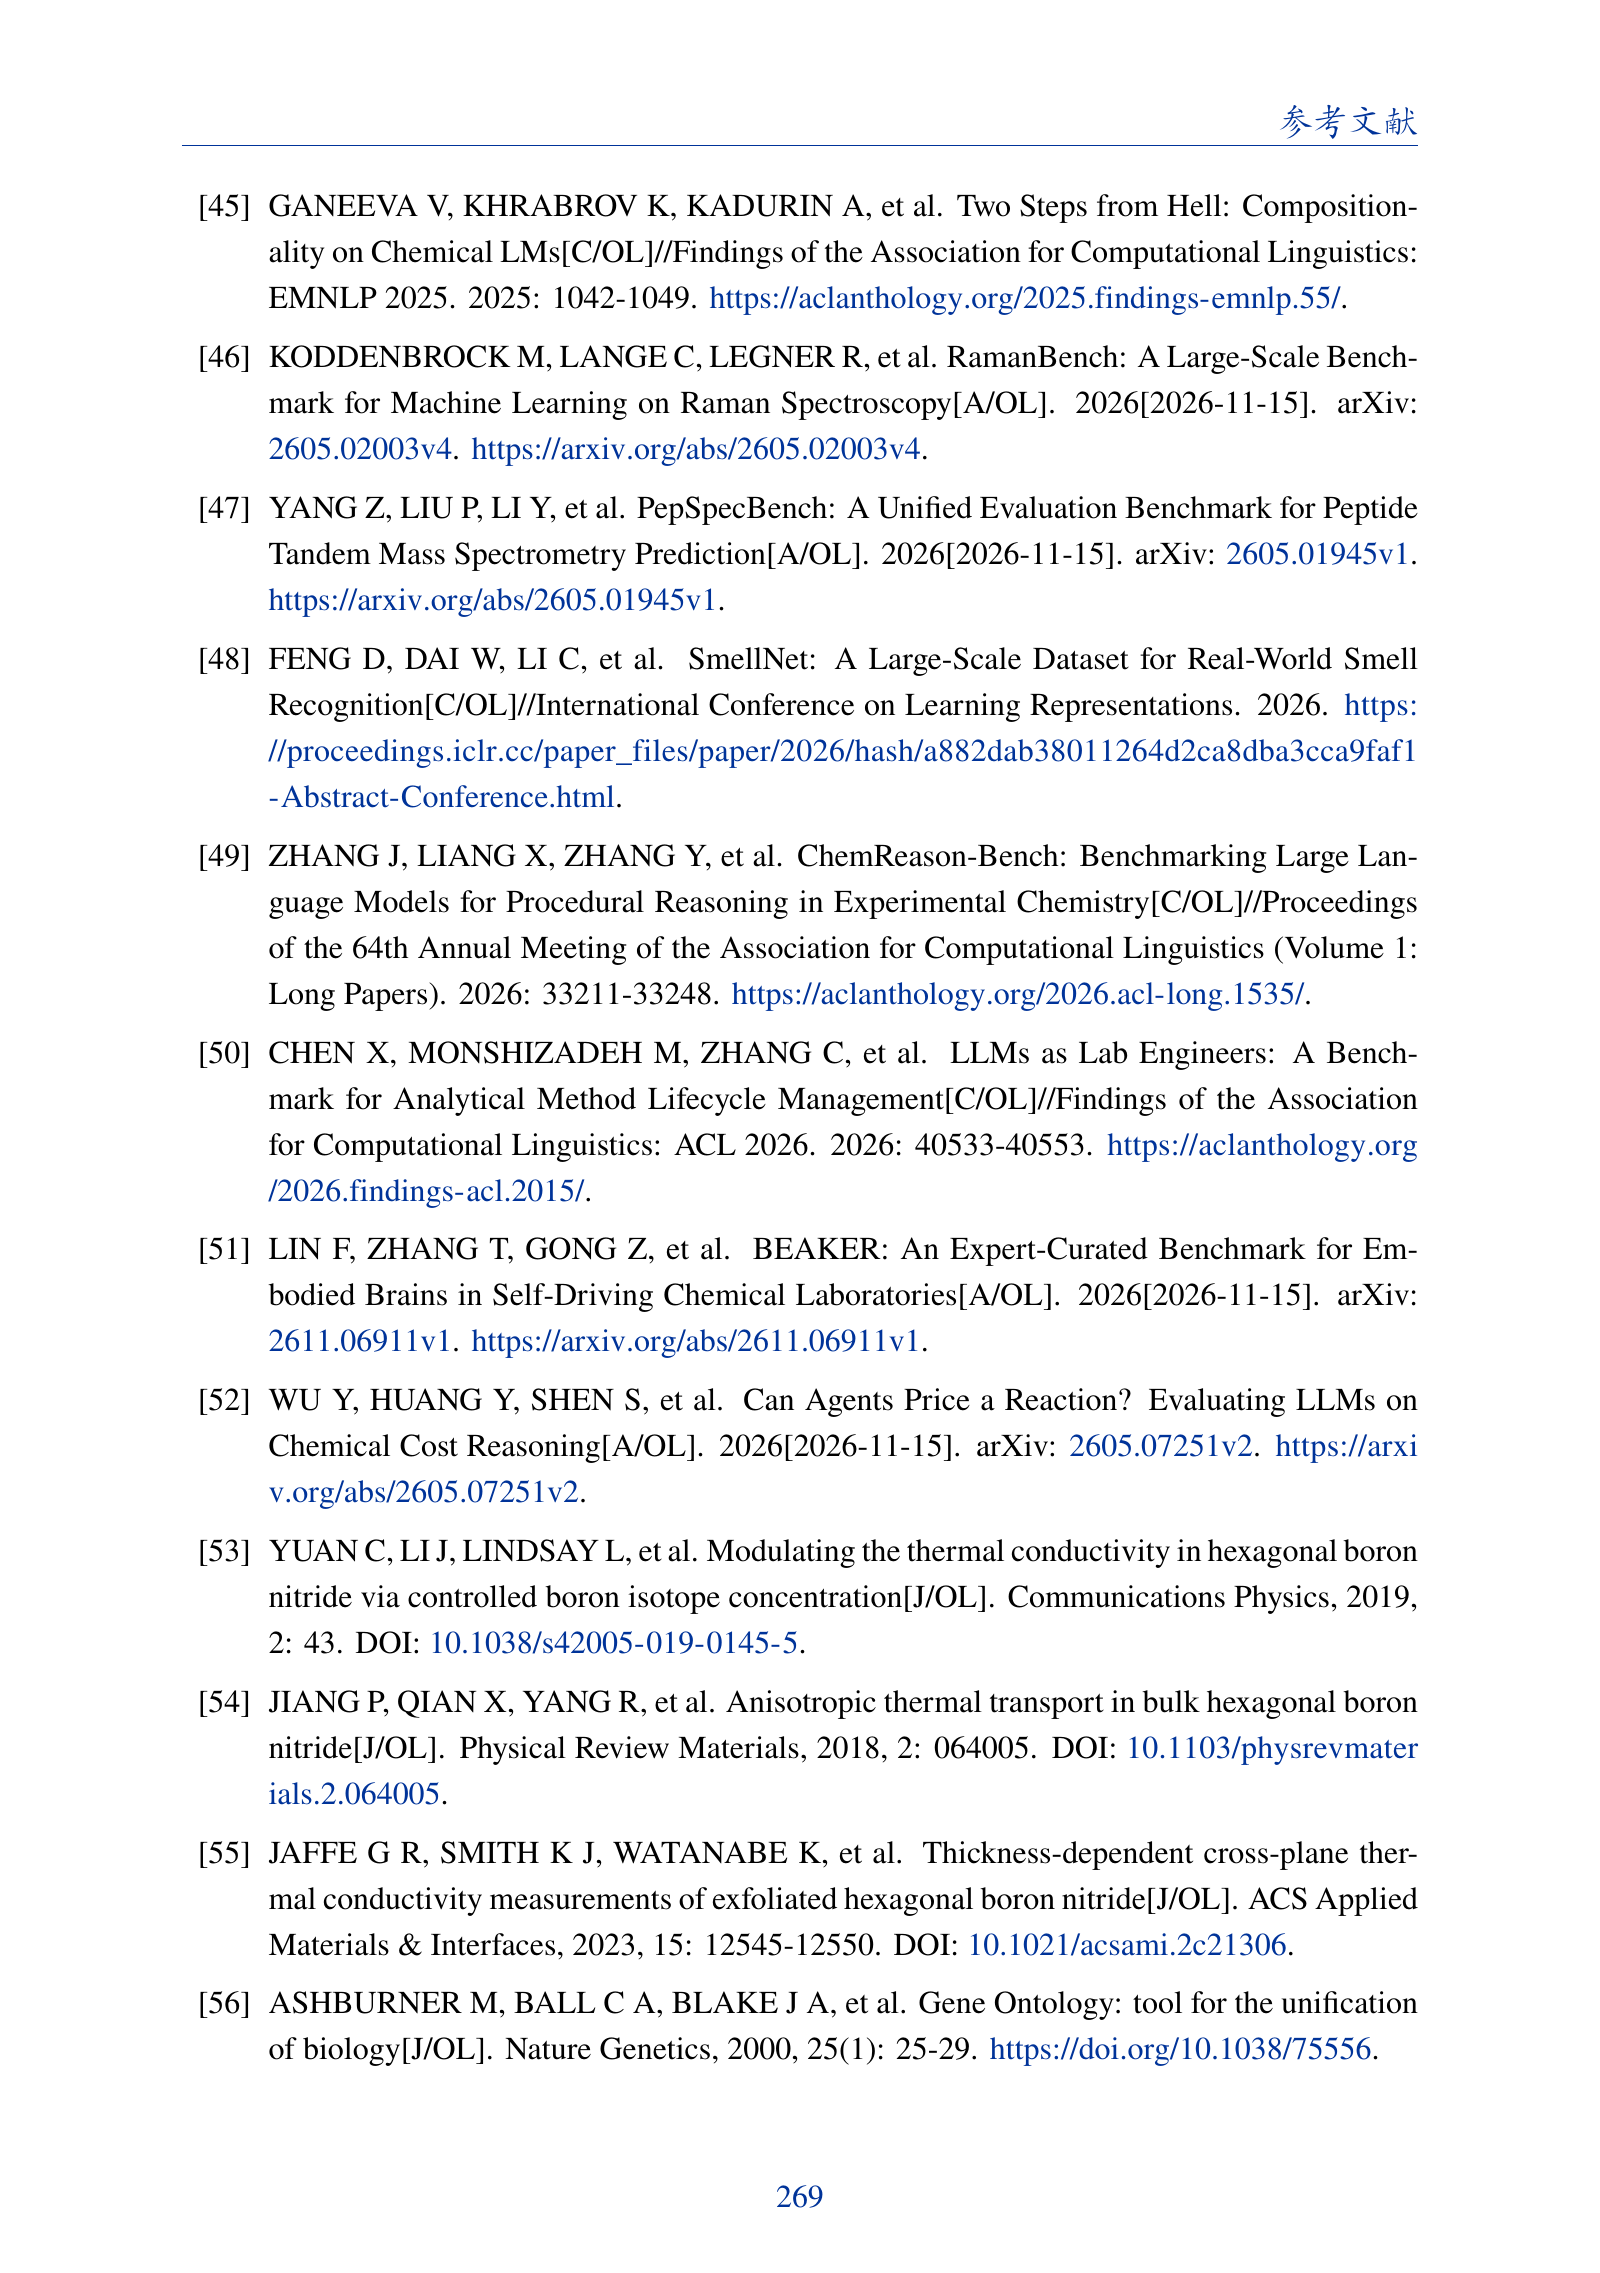 参考文献
[45] GANEEVA V, KHRABROV K, KADURIN A, et al. Two Steps from Hell: Composition-
ality on Chemical LMs[C/OL]//Findings of the Association for Computational Linguistics:
EMNLP 2025. 2025: 1042-1049. https://aclanthology.org/2025.findings-emnlp.55/.
[46] KODDENBROCK M, LANGE C, LEGNER R, et al. RamanBench: A Large-Scale Bench-
mark for Machine Learning on Raman Spectroscopy[A/OL]. 2026[2026-11-15]. arXiv:
2605.02003v4. https://arxiv.org/abs/2605.02003v4.
[47] YANG Z, LIU P, LI Y, et al. PepSpecBench: A Unified Evaluation Benchmark for Peptide
Tandem Mass Spectrometry Prediction[A/OL]. 2026[2026-11-15]. arXiv: 2605.01945v1.
https://arxiv.org/abs/2605.01945v1.
[48] FENG D, DAI W, LI C, et al. SmellNet: A Large-Scale Dataset for Real-World Smell
Recognition[C/OL]//International Conference on Learning Representations. 2026. https:
//proceedings.iclr.cc/paper_files/paper/2026/hash/a882dab38011264d2ca8dba3cca9faf1
-Abstract-Conference.html.
[49] ZHANG J, LIANG X, ZHANG Y, et al. ChemReason-Bench: Benchmarking Large Lan-
guage Models for Procedural Reasoning in Experimental Chemistry[C/OL]//Proceedings
of the 64th Annual Meeting of the Association for Computational Linguistics (Volume 1:
Long Papers). 2026: 33211-33248. https://aclanthology.org/2026.acl-long.1535/.
[50] CHEN X, MONSHIZADEH M, ZHANG C, et al. LLMs as Lab Engineers: A Bench-
mark for Analytical Method Lifecycle Management[C/OL]//Findings of the Association
for Computational Linguistics: ACL 2026. 2026: 40533-40553. https://aclanthology.org
/2026.findings-acl.2015/.
[51] LIN F, ZHANG T, GONG Z, et al. BEAKER: An Expert-Curated Benchmark for Em-
bodied Brains in Self-Driving Chemical Laboratories[A/OL]. 2026[2026-11-15]. arXiv:
2611.06911v1. https://arxiv.org/abs/2611.06911v1.
[52] WU Y, HUANG Y, SHEN S, et al. Can Agents Price a Reaction? Evaluating LLMs on
Chemical Cost Reasoning[A/OL]. 2026[2026-11-15]. arXiv: 2605.07251v2. https://arxi
v.org/abs/2605.07251v2.
[53] YUAN C, LI J, LINDSAY L, et al. Modulating the thermal conductivity in hexagonal boron
nitride via controlled boron isotope concentration[J/OL]. Communications Physics, 2019,
2: 43. DOI: 10.1038/s42005-019-0145-5.
[54] JIANG P, QIAN X, YANG R, et al. Anisotropic thermal transport in bulk hexagonal boron
nitride[J/OL]. Physical Review Materials, 2018, 2: 064005. DOI: 10.1103/physrevmater
ials.2.064005.
[55] JAFFE G R, SMITH K J, WATANABE K, et al. Thickness-dependent cross-plane ther-
mal conductivity measurements of exfoliated hexagonal boron nitride[J/OL]. ACS Applied
Materials & Interfaces, 2023, 15: 12545-12550. DOI: 10.1021/acsami.2c21306.
[56] ASHBURNER M, BALL C A, BLAKE J A, et al. Gene Ontology: tool for the unification
of biology[J/OL]. Nature Genetics, 2000, 25(1): 25-29. https://doi.org/10.1038/75556.
269